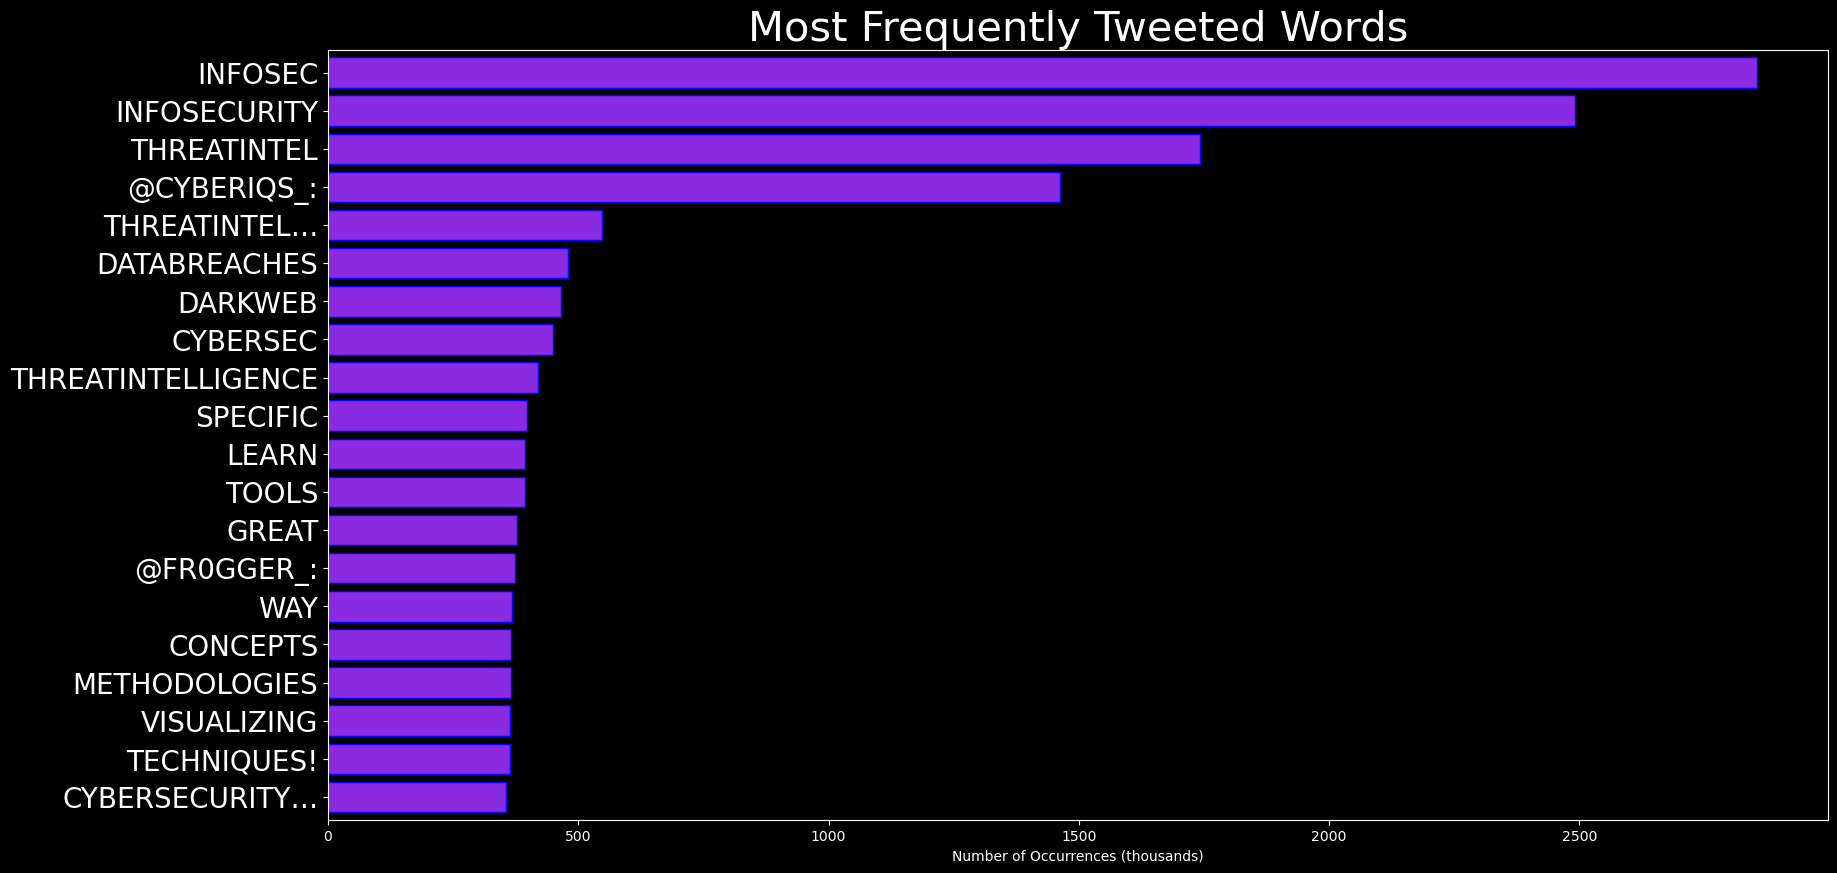 Most Frequently Tweeted Words
INFOSEC
INFOSECURITY
THREATINTEL
@CYBERIQS_:
THREATINTEL…
DATABREACHES
DARKWEB
CYBERSEC
THREATINTELLIGENCE
SPECIFIC
LEARN
TOOLS
GREAT
@FR0GGER_:
WAY
CONCEPTS
METHODOLOGIES
VISUALIZING
TECHNIQUES!
CYBERSECURITY…
0 500 1000 1500 2000 2500
Number of Occurrences (thousands)